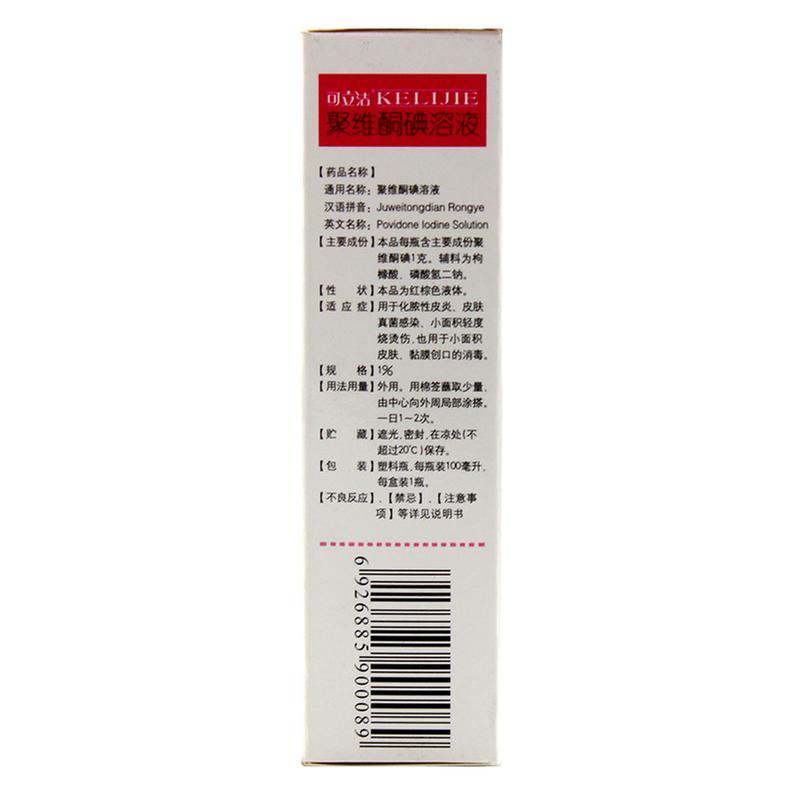 可立洁 KELIJIE
聚维酮碘溶液
【药品名称】
通用名称：聚维酮碘溶液
汉语拼音：Juweitongdian Rongye
英文名称：Povidone Iodine Solution
【主要成份】本品每瓶含主要成份聚
维酮碘1克。辅料为枸
橼酸、磷酸氢二钠。
【性 状】本品为红棕色液体。
【适 应 症】用于化脓性皮炎、皮肤
真菌感染、小面积轻度
烧烫伤,也用于小面积
皮肤、黏膜创口的消毒。
【规 格】1%
【用法用量】外用。用棉签蘸取少量,
由中心向外周局部涂搽。
一日1～2次。
【贮 藏】遮光,密封,在凉处(不
超过20℃)保存。
【包 装】塑料瓶,每瓶装100毫升,
每盒装1瓶。
【不良反应】、【禁忌】、【注意事
项】等详见说明书
6926885900089